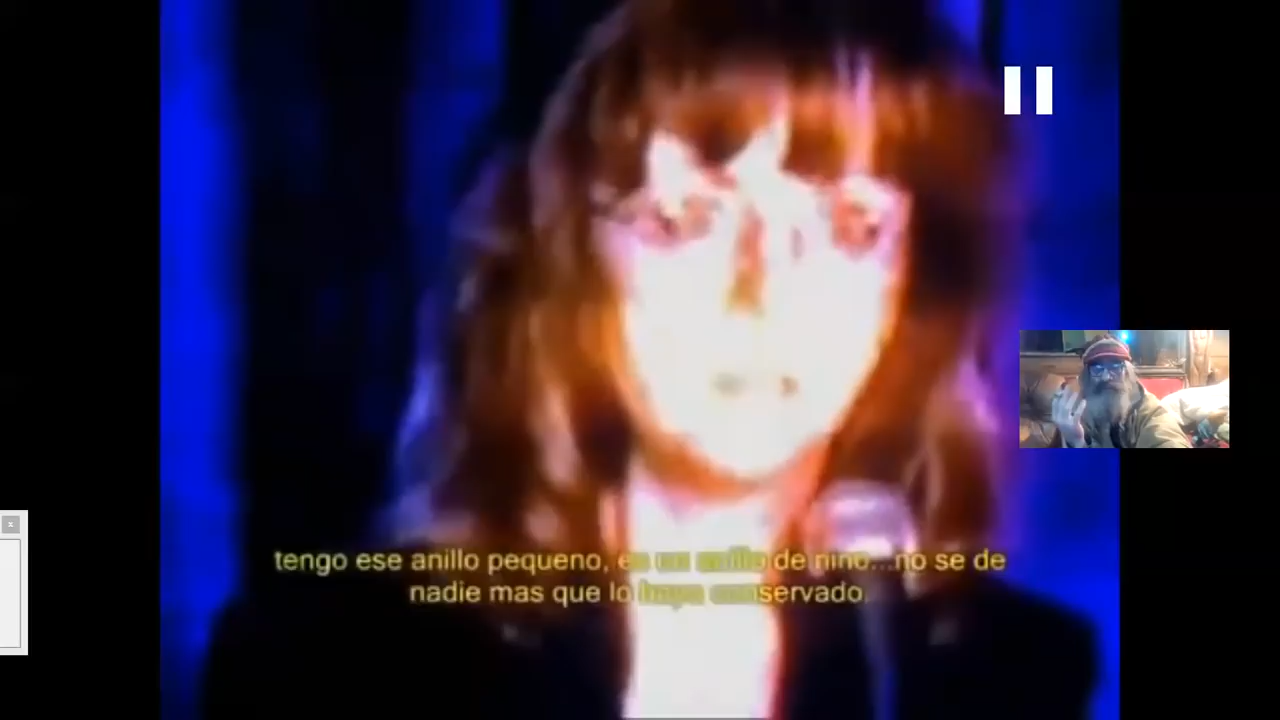 tengo ese anillo pequeno, es un anillo de nino...no se de
nadie mas que lo haya conservado.
x